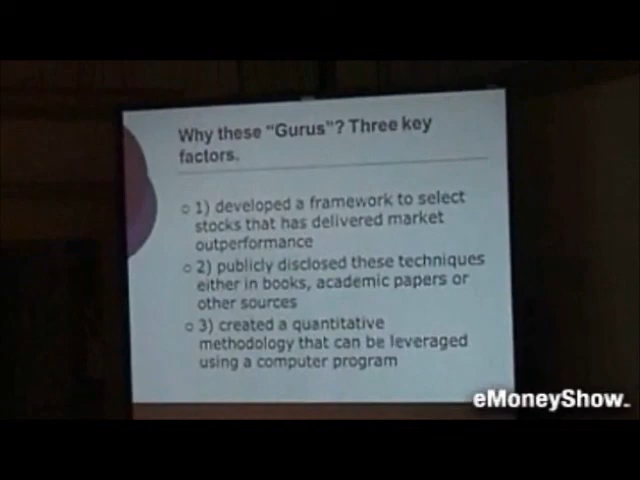 Why these "Gurus"? Three key
factors.
1) developed a framework to select
stocks that has delivered market
outperformance
2) publicly disclosed these techniques
either in books, academic papers or
other sources
3) created a quantitative
methodology that can be leveraged
using a computer program
eMoneyShow.